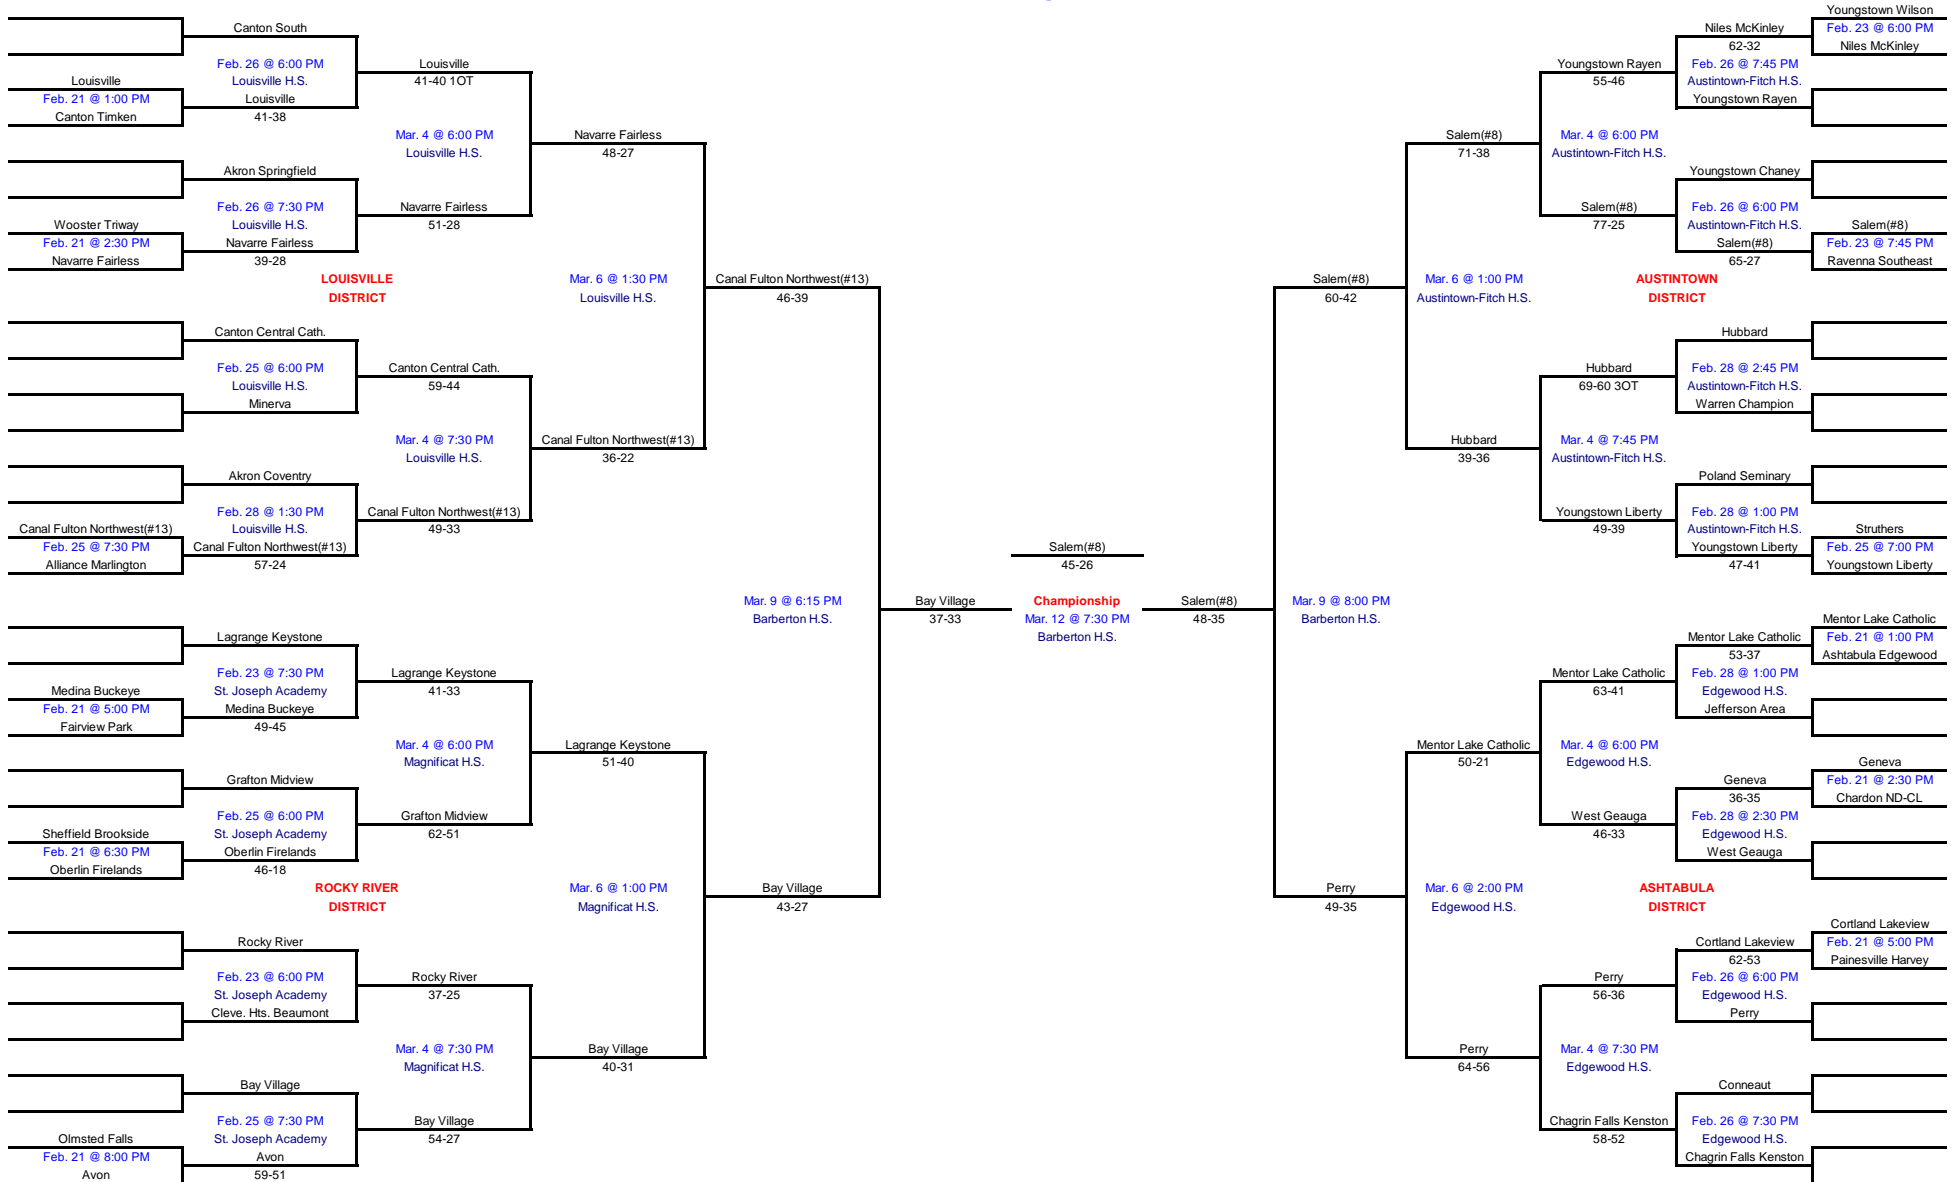 Canton South
Feb. 26 @ 6:00 PM
Louisville H.S.
Louisville
Feb. 21 @ 1:00 PM
Canton Timken
Louisville
41-38
Louisville
41-40 1OT
Mar. 4 @ 6:00 PM
Louisville H.S.
Akron Springfield
Feb. 26 @ 7:30 PM
Louisville H.S.
Wooster Triway
Feb. 21 @ 2:30 PM
Navarre Fairless
Navarre Fairless
39-28
Navarre Fairless
51-28
Navarre Fairless
48-27
LOUISVILLE
DISTRICT
Mar. 6 @ 1:30 PM
Louisville H.S.
Canal Fulton Northwest(#13)
46-39
Canton Central Cath.
Feb. 25 @ 6:00 PM
Louisville H.S.
Minerva
Canton Central Cath.
59-44
Mar. 4 @ 7:30 PM
Louisville H.S.
Canal Fulton Northwest(#13)
36-22
Akron Coventry
Feb. 28 @ 1:30 PM
Louisville H.S.
Canal Fulton Northwest(#13)
Feb. 25 @ 7:30 PM
Alliance Marlington
Canal Fulton Northwest(#13)
57-24
Canal Fulton Northwest(#13)
49-33
Mar. 9 @ 6:15 PM
Barberton H.S.
Bay Village
37-33
Lagrange Keystone
Feb. 23 @ 7:30 PM
St. Joseph Academy
Medina Buckeye
Feb. 21 @ 5:00 PM
Fairview Park
Medina Buckeye
49-45
Lagrange Keystone
41-33
Mar. 4 @ 6:00 PM
Magnificat H.S.
Lagrange Keystone
51-40
Grafton Midview
Feb. 25 @ 6:00 PM
St. Joseph Academy
Sheffield Brookside
Feb. 21 @ 6:30 PM
Oberlin Firelands
Oberlin Firelands
46-18
Grafton Midview
62-51
ROCKY RIVER
DISTRICT
Mar. 6 @ 1:00 PM
Magnificat H.S.
Bay Village
43-27
Rocky River
Feb. 23 @ 6:00 PM
St. Joseph Academy
Cleve. Hts. Beaumont
Rocky River
37-25
Mar. 4 @ 7:30 PM
Magnificat H.S.
Bay Village
40-31
Bay Village
Feb. 25 @ 7:30 PM
St. Joseph Academy
Olmsted Falls
Feb. 21 @ 8:00 PM
Avon
Avon
59-51
Bay Village
54-27
Salem(#8)
45-26
Championship
Mar. 12 @ 7:30 PM
Barberton H.S.
Salem(#8)
48-35
Mar. 9 @ 8:00 PM
Barberton H.S.
Youngstown Wilson
Feb. 23 @ 6:00 PM
Niles McKinley
Niles McKinley
62-32
Feb. 26 @ 7:45 PM
Austintown-Fitch H.S.
Youngstown Rayen
Youngstown Rayen
55-46
Salem(#8)
71-38
Mar. 4 @ 6:00 PM
Austintown-Fitch H.S.
Youngstown Chaney
Feb. 26 @ 6:00 PM
Austintown-Fitch H.S.
Salem(#8)
65-27
Salem(#8)
Feb. 23 @ 7:45 PM
Ravenna Southeast
Salem(#8)
77-25
Salem(#8)
60-42
Mar. 6 @ 1:00 PM
Austintown-Fitch H.S.
AUSTINTOWN
DISTRICT
Hubbard
Feb. 28 @ 2:45 PM
Austintown-Fitch H.S.
Warren Champion
Hubbard
69-60 3OT
Hubbard
39-36
Mar. 4 @ 7:45 PM
Austintown-Fitch H.S.
Poland Seminary
Feb. 28 @ 1:00 PM
Austintown-Fitch H.S.
Youngstown Liberty
47-41
Struthers
Feb. 25 @ 7:00 PM
Youngstown Liberty
Youngstown Liberty
49-39
Mentor Lake Catholic
Feb. 21 @ 1:00 PM
Ashtabula Edgewood
Mentor Lake Catholic
53-37
Feb. 28 @ 1:00 PM
Edgewood H.S.
Jefferson Area
Mentor Lake Catholic
63-41
Mentor Lake Catholic
50-21
Mar. 4 @ 6:00 PM
Edgewood H.S.
Geneva
Feb. 21 @ 2:30 PM
Chardon ND-CL
Geneva
36-35
Feb. 28 @ 2:30 PM
Edgewood H.S.
West Geauga
West Geauga
46-33
Perry
49-35
Mar. 6 @ 2:00 PM
Edgewood H.S.
ASHTABULA
DISTRICT
Cortland Lakeview
Feb. 21 @ 5:00 PM
Painesville Harvey
Cortland Lakeview
62-53
Feb. 26 @ 6:00 PM
Edgewood H.S.
Perry
Perry
56-36
Perry
64-56
Mar. 4 @ 7:30 PM
Edgewood H.S.
Conneaut
Feb. 26 @ 7:30 PM
Edgewood H.S.
Chagrin Falls Kenston
Chagrin Falls Kenston
58-52